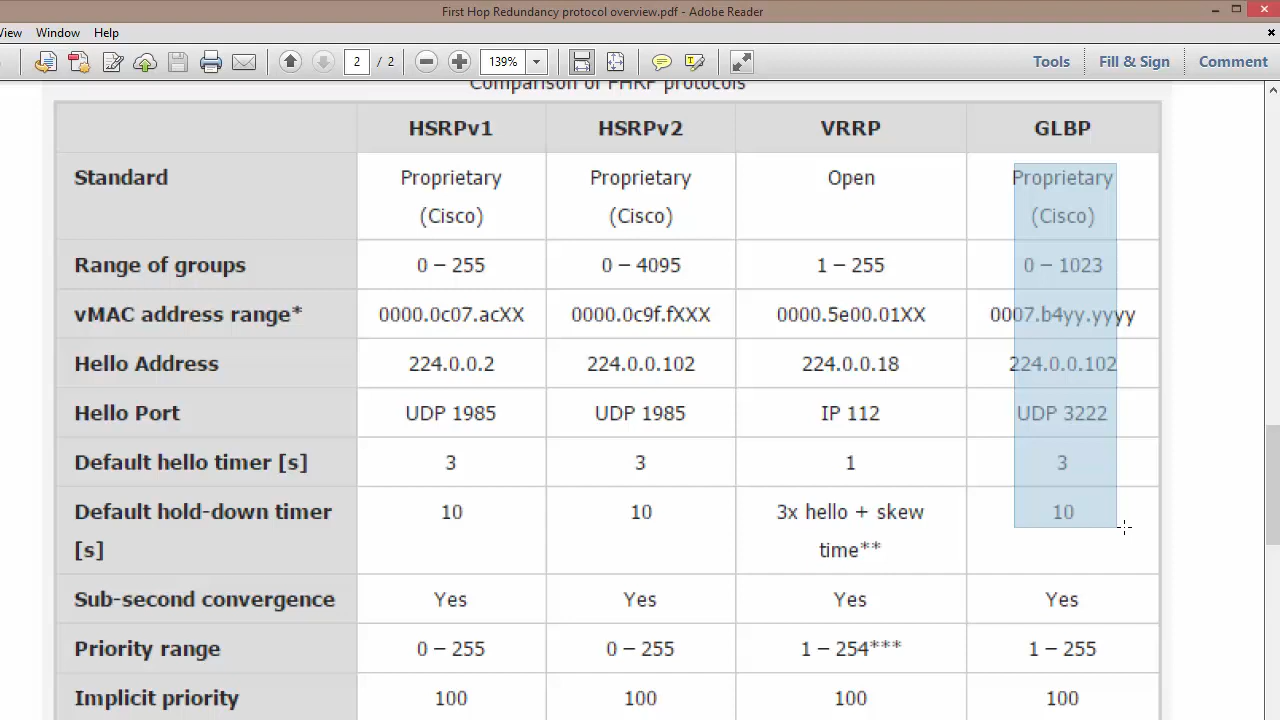 First Hop Redundancy protocol overview.pdf - Adobe Reader
View Window Help
2 / 2 139% Tools Fill & Sign Comment
Comparison of FHRP protocols
HSRPv1 HSRPv2 VRRP GLBP
Standard Proprietary Proprietary Open Proprietary
(Cisco) (Cisco) (Cisco)
Range of groups 0 – 255 0 – 4095 1 – 255 0 – 1023
vMAC address range* 0000.0c07.acXX 0000.0c9f.fXXX 0000.5e00.01XX 0007.b4yy.yyyy
Hello Address 224.0.0.2 224.0.0.102 224.0.0.18 224.0.0.102
Hello Port UDP 1985 UDP 1985 IP 112 UDP 3222
Default hello timer [s] 3 3 1 3
Default hold-down timer 10 10 3x hello + skew 10
[s] time**
Sub-second convergence Yes Yes Yes Yes
Priority range 0 – 255 0 – 255 1 – 254*** 1 – 255
Implicit priority 100 100 100 100